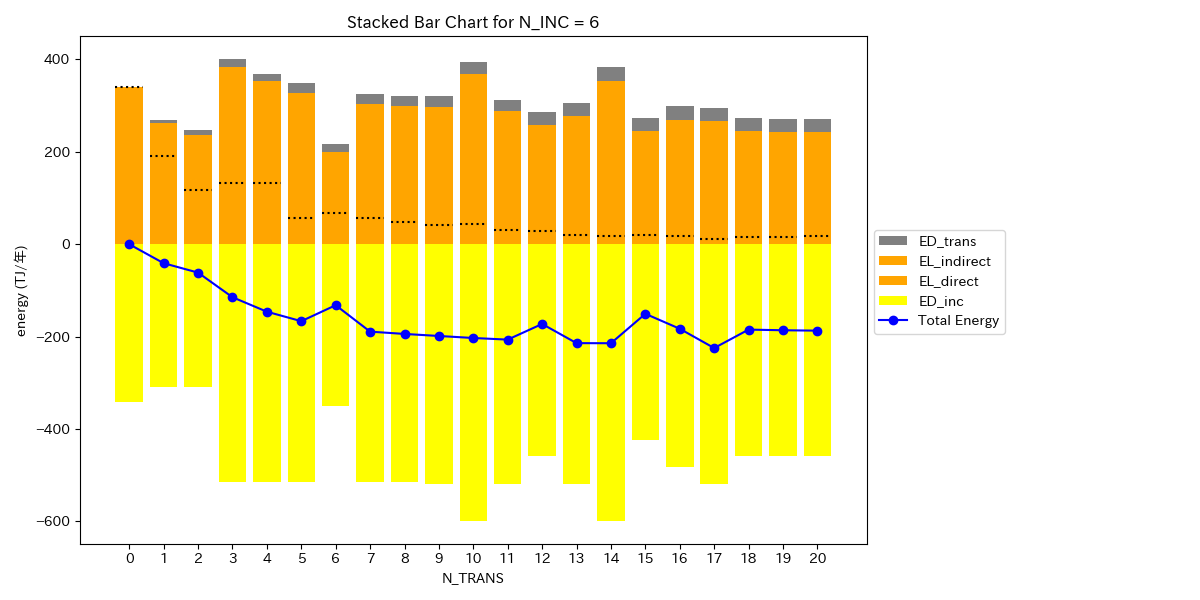 Stacked Bar Chart for N_INC = 6
energy (TJ/年)
400
200
0
−200
−400
−600
0 1 2 3 4 5 6 7 8 9 10 11 12 13 14 15 16 17 18 19 20
N_TRANS
ED_trans
EL_indirect
EL_direct
ED_inc
Total Energy